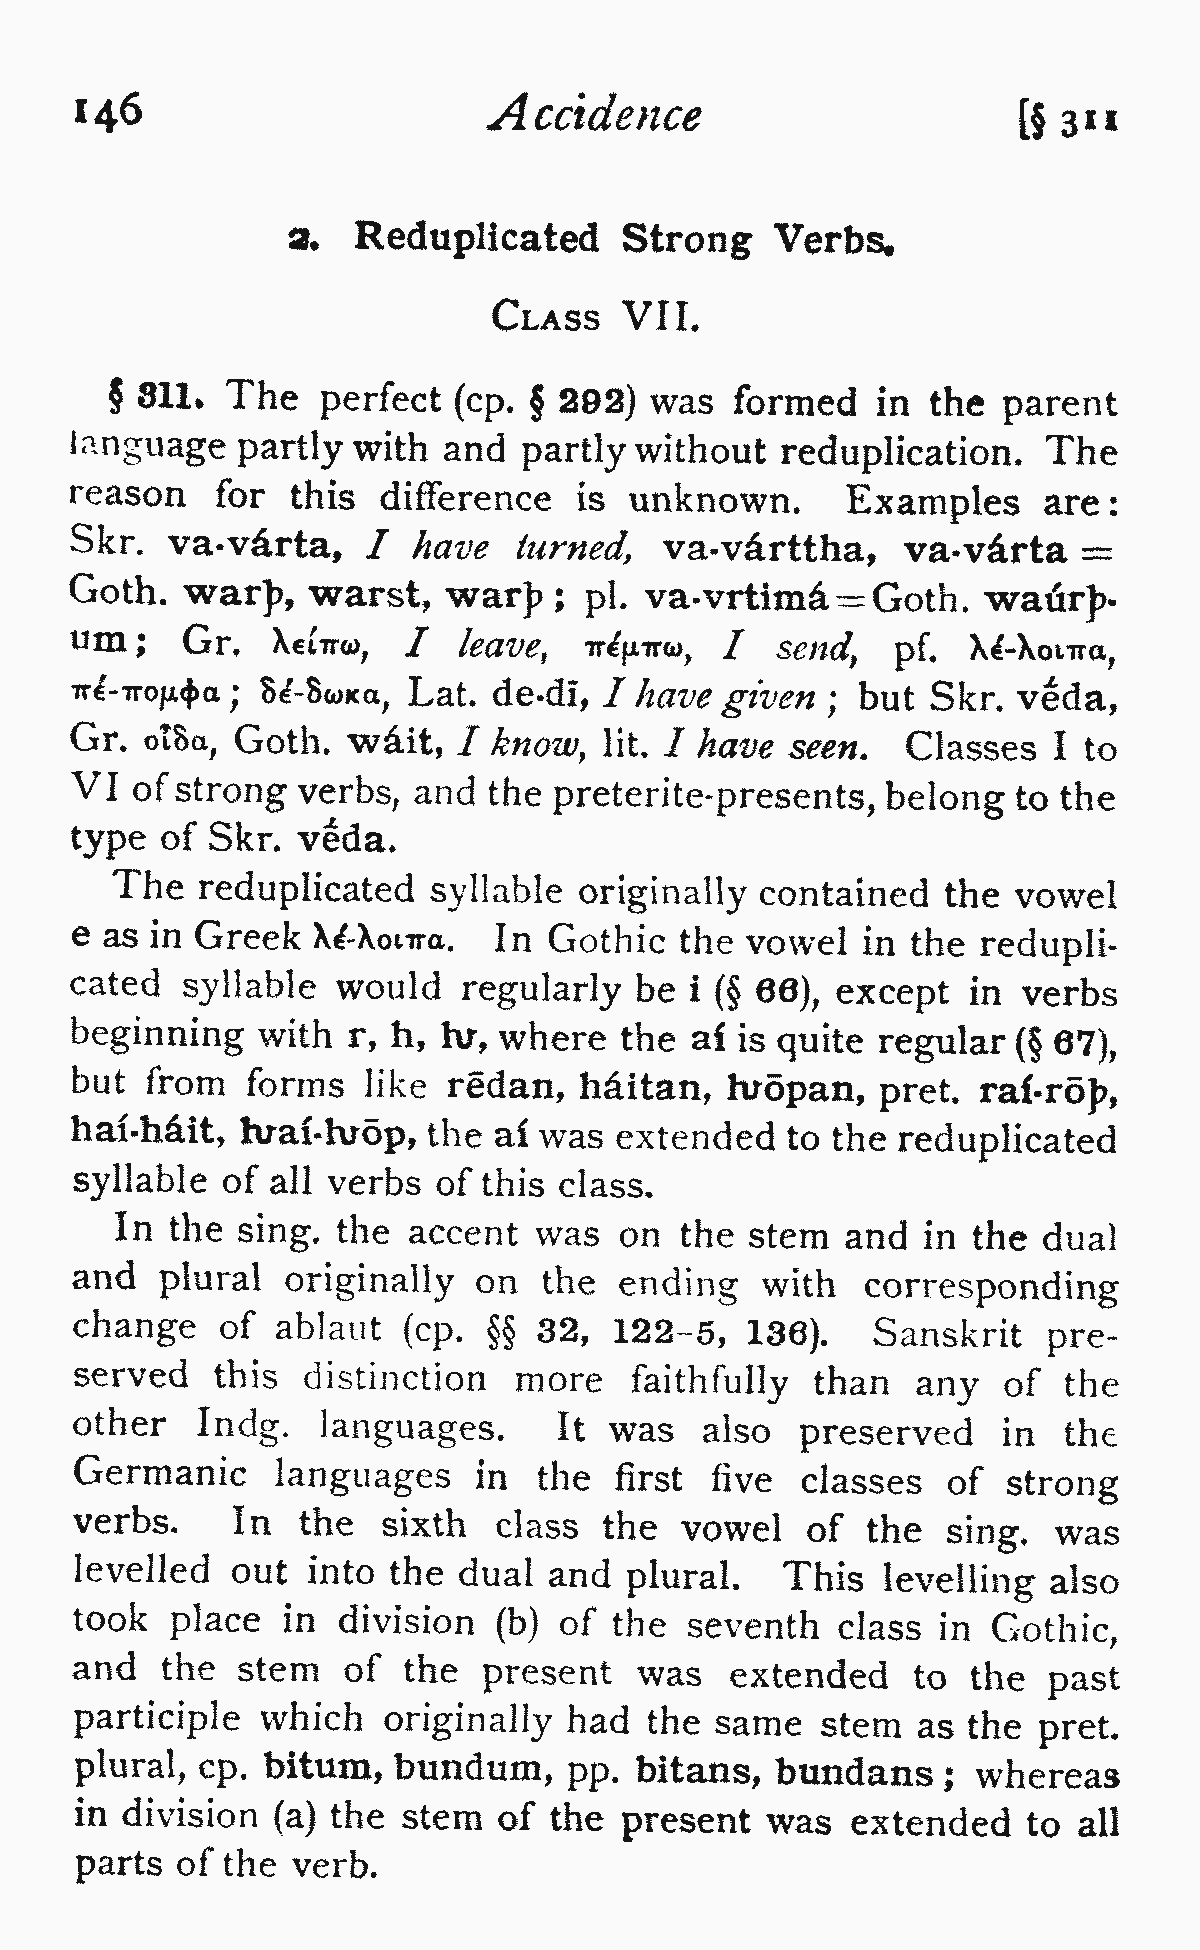 146 Accidence [§ 311
2. Reduplicated Strong Verbs.
Class VII.
§ 311. The perfect (cp. § 292) was formed in the parent
language partly with and partly without reduplication. The
reason for this difference is unknown. Examples are:
Skr. va-várta, I have turned, va-várttha, va-várta =
Goth. warþ, warst, warþ; pl. va-vrtimá = Goth. waúrþ-
um; Gr. λείπω, I leave, πέμπω, I send, pf. λέ-λοιπα,
πέ-πομφα; δέ-δωκα, Lat. de-dī, I have given; but Skr. vḗda,
Gr. οἶδα, Goth. wáit, I know, lit. I have seen. Classes I to
VI of strong verbs, and the preterite-presents, belong to the
type of Skr. vḗda.
The reduplicated syllable originally contained the vowel
e as in Greek λέ-λοιπα. In Gothic the vowel in the redupli-
cated syllable would regularly be i (§ 66), except in verbs
beginning with r, h, ƕ, where the aí is quite regular (§ 67),
but from forms like rēdan, háitan, ƕōpan, pret. raí-rōþ,
haí-háit, ƕaí-ƕōp, the aí was extended to the reduplicated
syllable of all verbs of this class.
In the sing. the accent was on the stem and in the dual
and plural originally on the ending with corresponding
change of ablaut (cp. §§ 32, 122-5, 136). Sanskrit pre-
served this distinction more faithfully than any of the
other Indg. languages. It was also preserved in the
Germanic languages in the first five classes of strong
verbs. In the sixth class the vowel of the sing. was
levelled out into the dual and plural. This levelling also
took place in division (b) of the seventh class in Gothic,
and the stem of the present was extended to the past
participle which originally had the same stem as the pret.
plural, cp. bitum, bundum, pp. bitans, bundans; whereas
in division (a) the stem of the present was extended to all
parts of the verb.